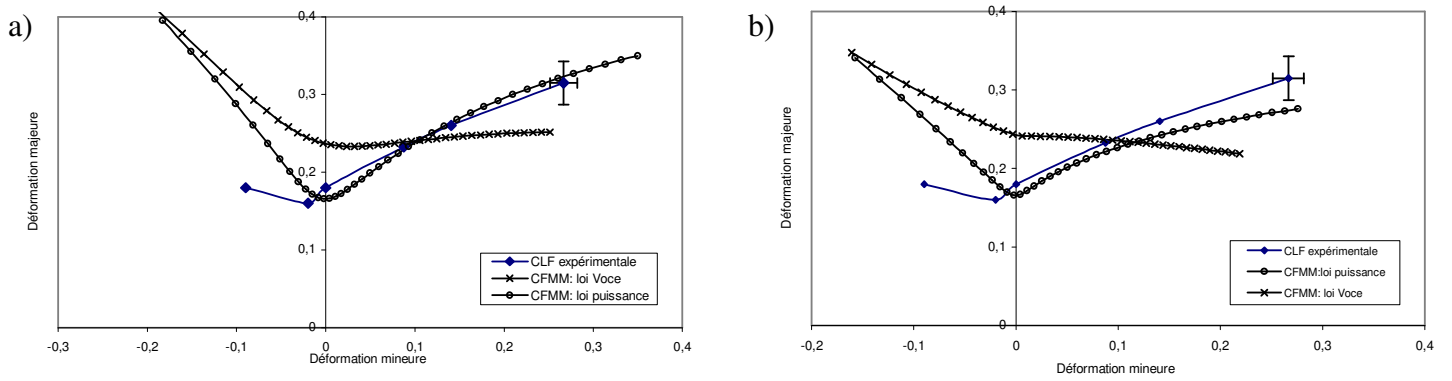 a)
0,4
0,3
0,2
0,1
0
-0,3
-0,2
-0,1
0
0,1
0,2
0,3
0,4
Déformation majeure
Déformation mineure
CLF expérimentale
CFMM: loi Voce
CFMM: loi puissance
b)
0,4
0,3
0,2
0,1
0
-0,2
-0,1
0
0,1
0,2
0,3
0,4
Déformation majeure
Déformation mineure
CLF expérimentale
CFMM:loi puissance
CFMM: loi Voce